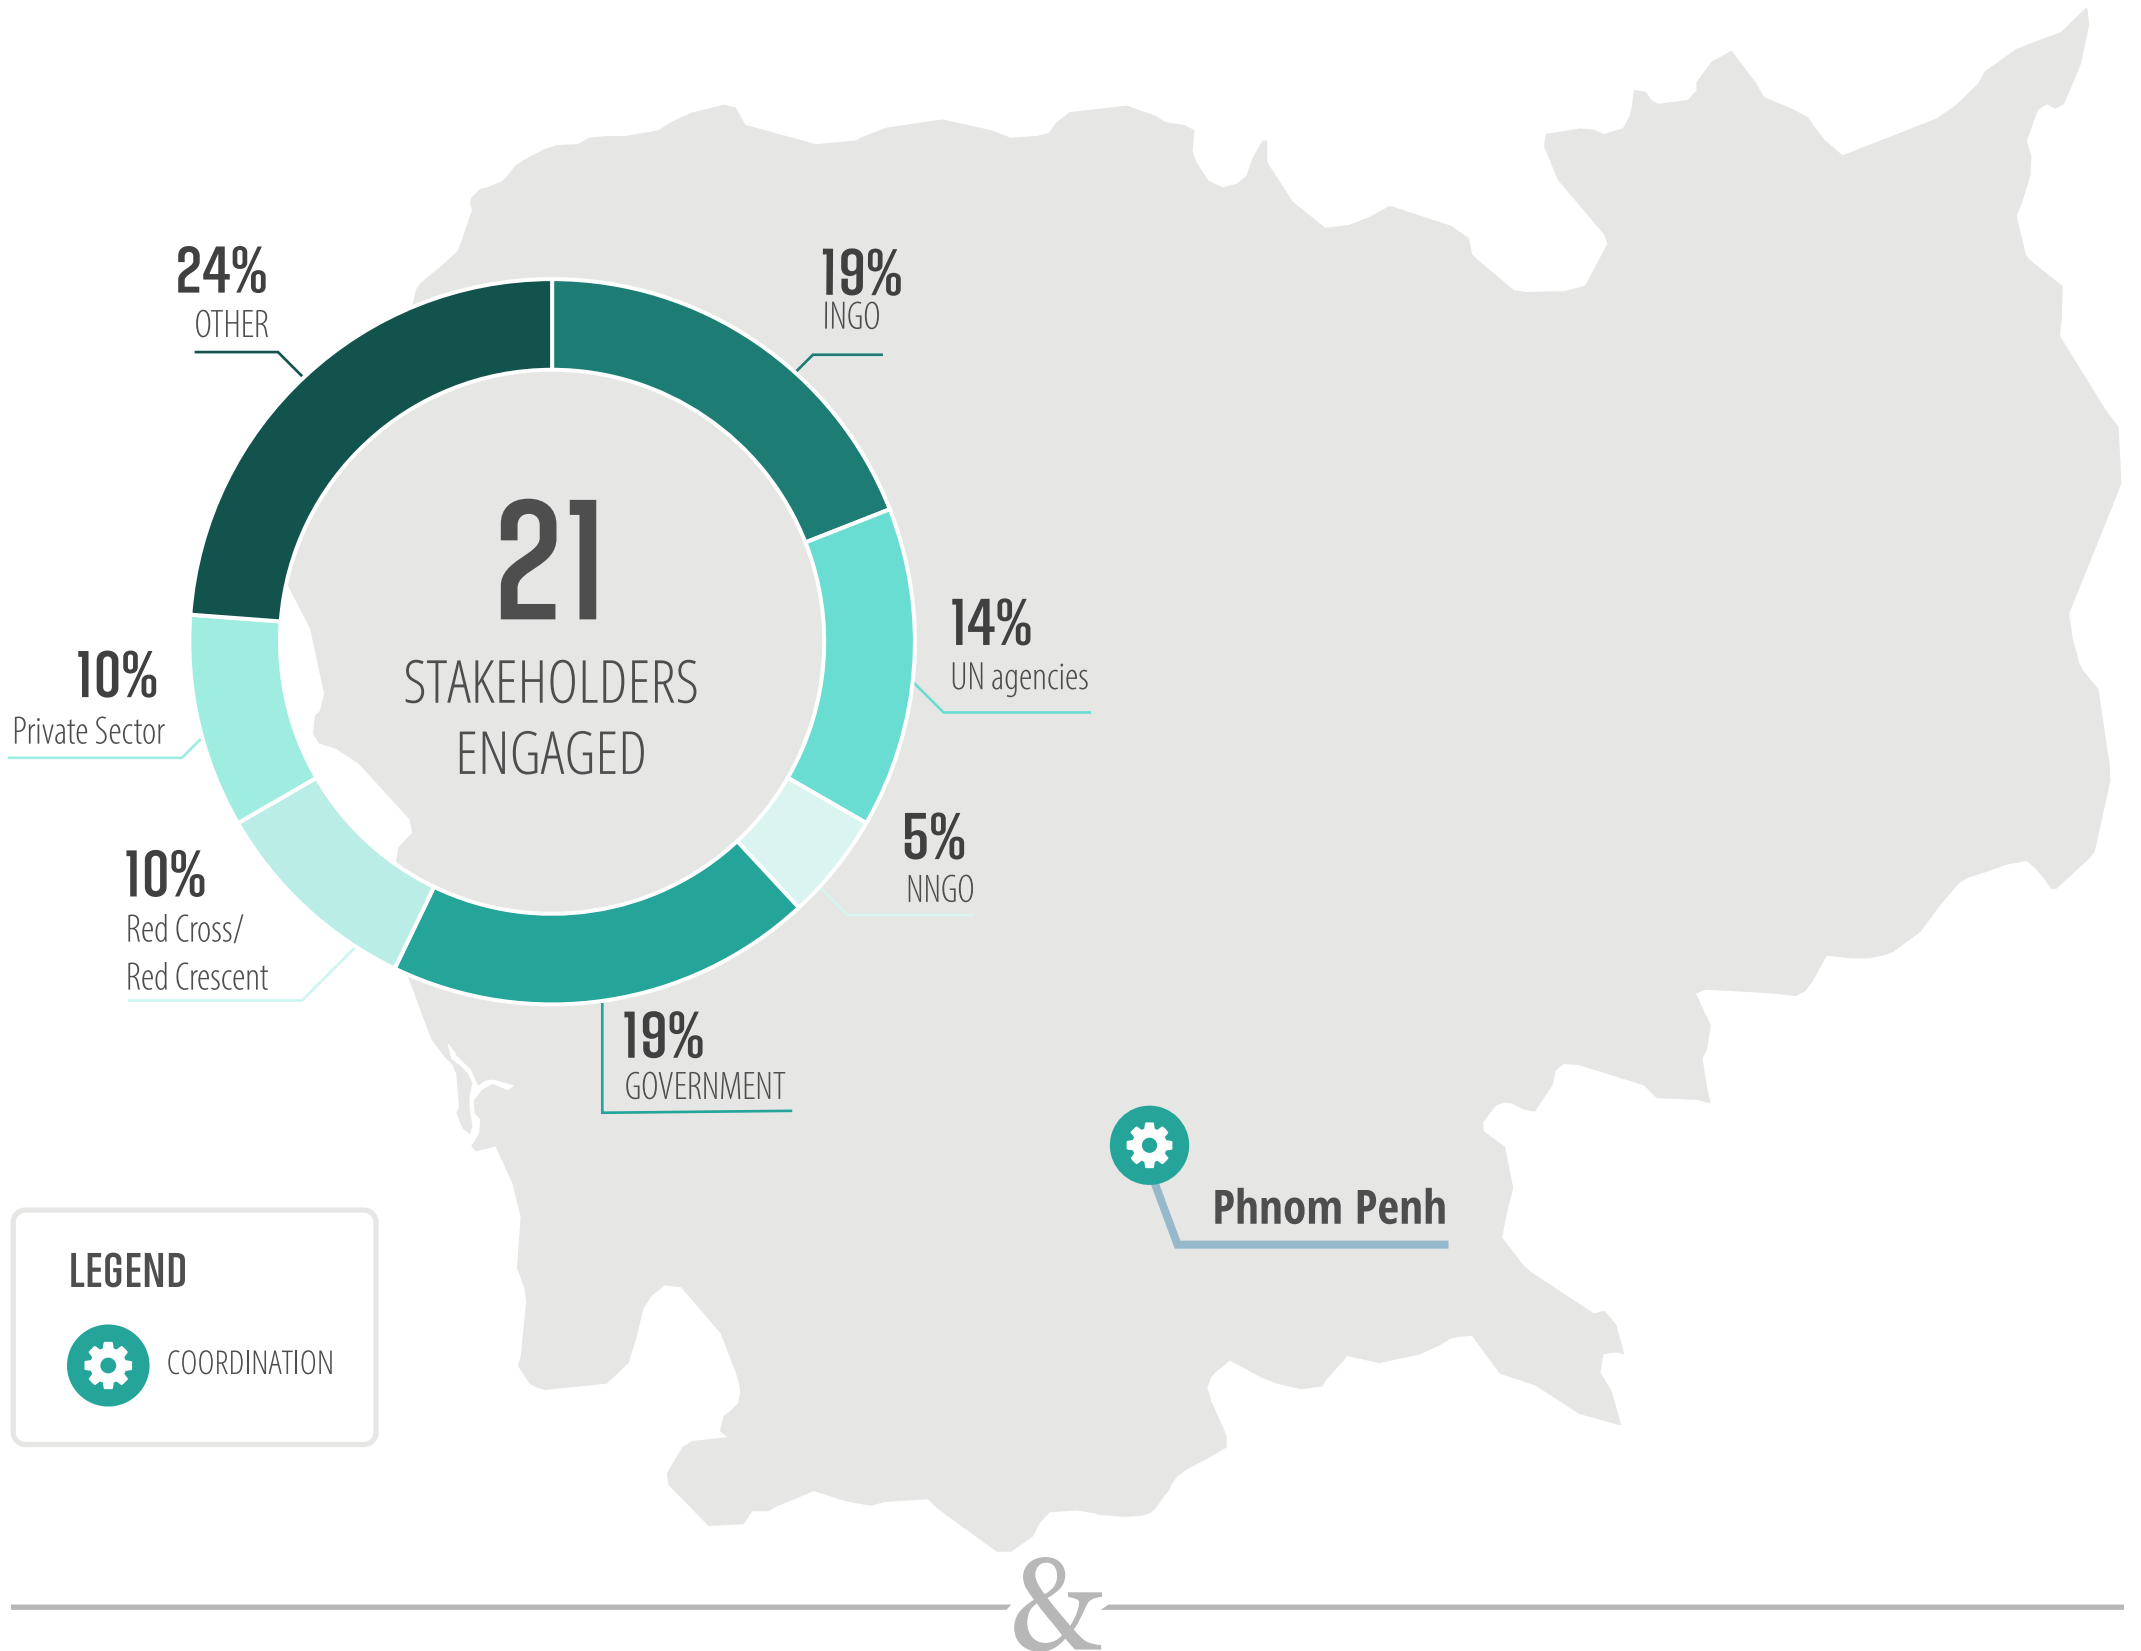 24%
OTHER
19%
INGO
21
STAKEHOLDERS
ENGAGED
14%
UN agencies
10%
Private Sector
5%
NNGO
10%
Red Cross/
Red Crescent
19%
GOVERNMENT
Phnom Penh
LEGEND
COORDINATION
&